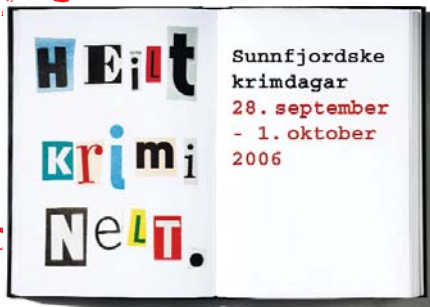 HEilt
krimi
Nelt.
Sunnfjordske
krimdagar
28. september
- 1. oktober
2006